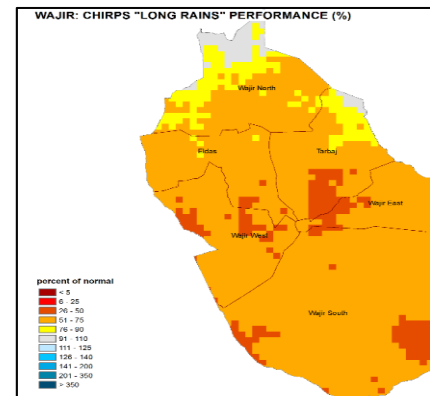 WAJIR: CHIRPS "LONG RAINS" PERFORMANCE (%)
Wajir North
Eldas
Tarbaj
Wajir East
Wajir West
Wajir South
percent of normal
< 5
6 - 25
26 - 50
51 - 75
76 - 90
91 - 110
111 - 125
126 - 140
141 - 200
201 - 350
> 350